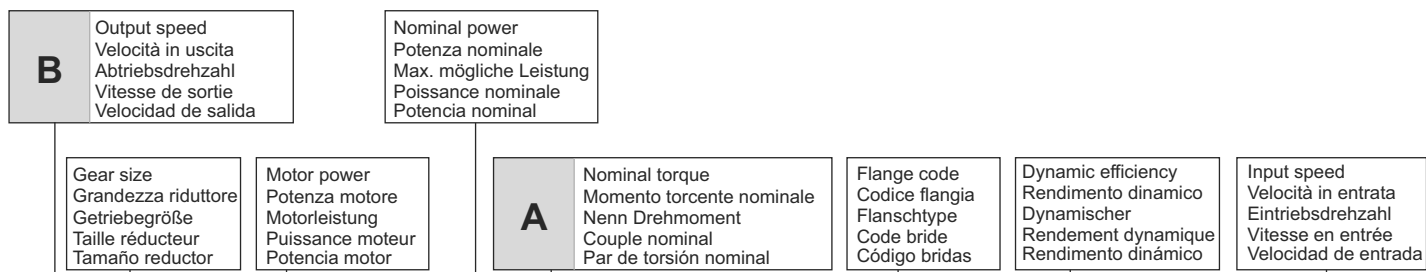 B
Output speed
Velocità in uscita
Abtriebsdrehzahl
Vitesse de sortie
Velocidad de salida
Nominal power
Potenza nominale
Max. mögliche Leistung
Poissance nominale
Potencia nominal
Gear size
Grandezza riduttore
Getriebegröße
Taille réducteur
Tamaño reductor
Motor power
Potenza motore
Motorleistung
Puissance moteur
Potencia motor
A
Nominal torque
Momento torcente nominale
Nenn Drehmoment
Couple nominal
Par de torsión nominal
Flange code
Codice flangia
Flanschtype
Code bride
Código bridas
Dynamic efficiency
Rendimento dinamico
Dynamischer
Rendement dynamique
Rendimento dinámico
Input speed
Velocità in entrata
Eintriebsdrehzahl
Vitesse en entrée
Velocidad de entrada